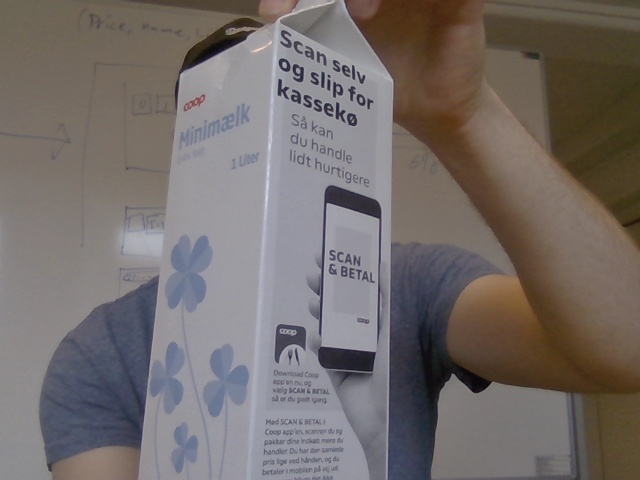 coop
Minimælk
1 Liter
Scan selv
og slip for
kassekø
Så kan
du handle
lidt hurtigere
SCAN
& BETAL
coop
coop
Download Coop
app'en nu, og
vælg SCAN & BETAL
så er du godt igang.
Med SCAN & BETAL i
Coop app'en, scanner du og
pakker dine indkøb mens du
handler. Du har den samlede
pris lige ved hånden, og du
betaler i mobilen på vej ud